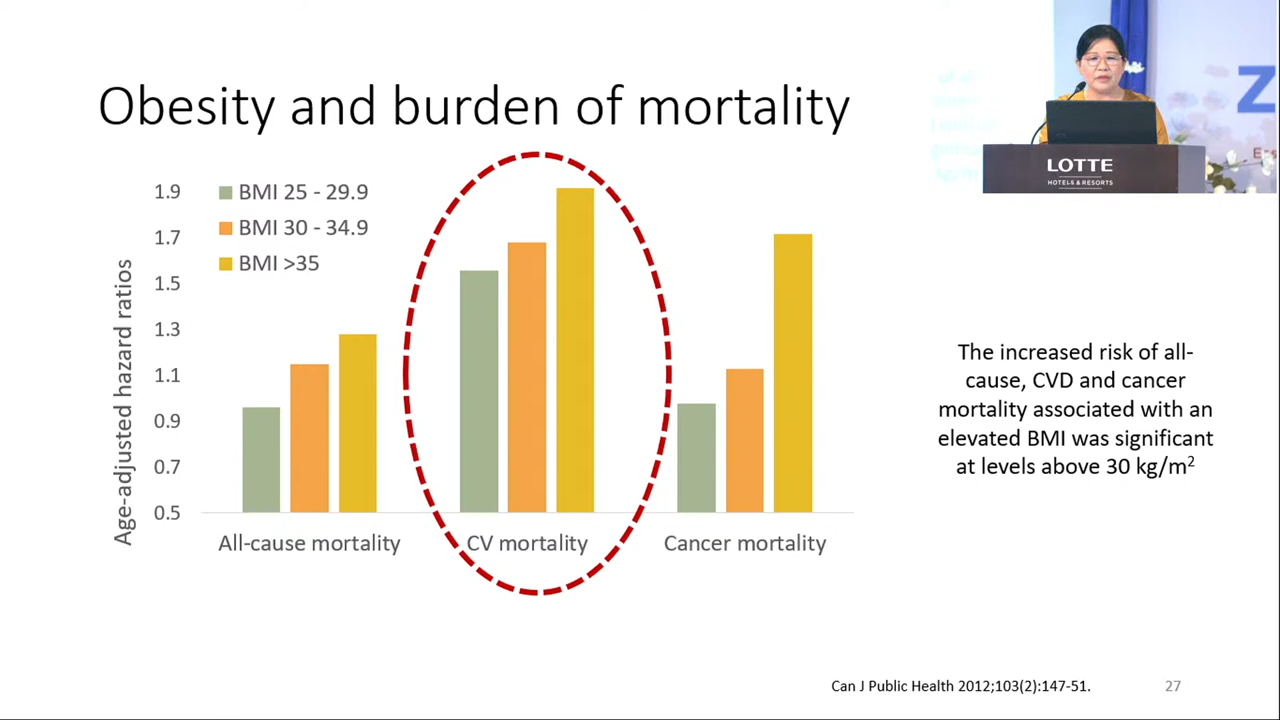 Obesity and burden of mortality
LOTTE
HOTELS & RESORTS
Z
Age-adjusted hazard ratios
1.9
1.7
1.5
1.3
1.1
0.9
0.7
0.5
BMI 25 - 29.9
BMI 30 - 34.9
BMI >35
All-cause mortality
CV mortality
Cancer mortality
The increased risk of all-
cause, CVD and cancer
mortality associated with an
elevated BMI was significant
at levels above 30 kg/m²
Can J Public Health 2012;103(2):147-51.
27